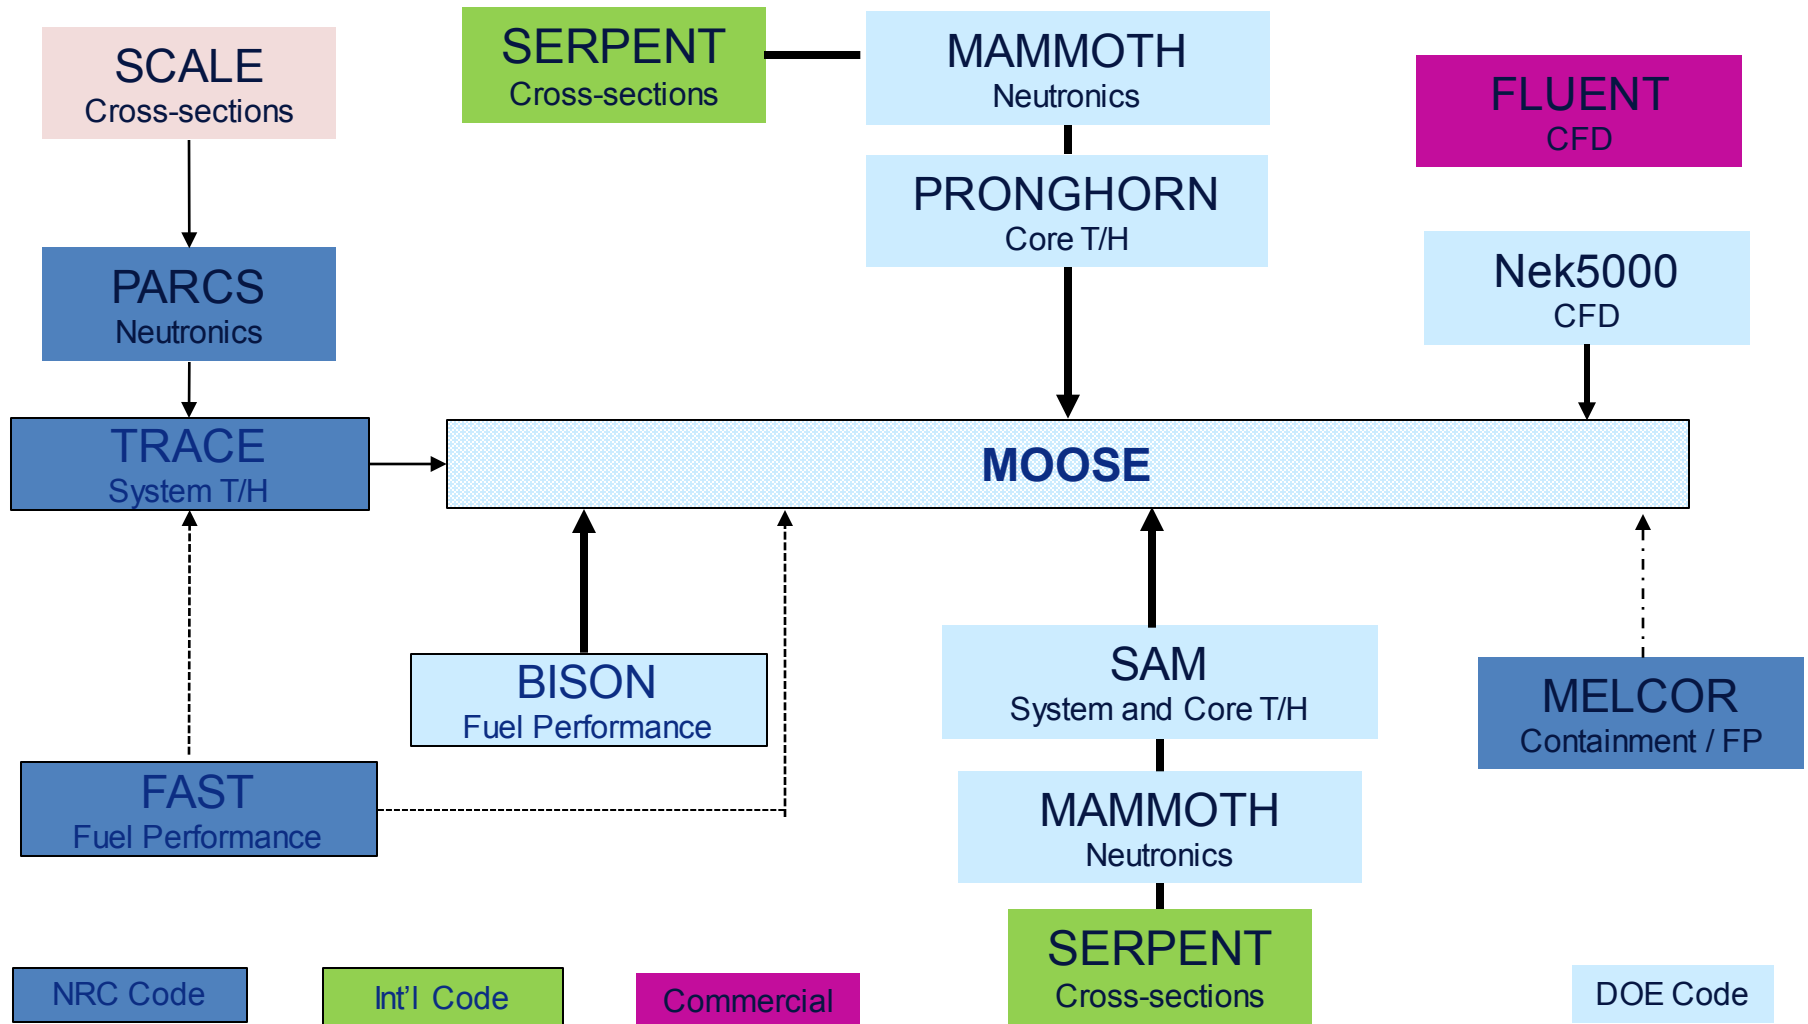 SCALE
Cross-sections
SERPENT
Cross-sections
MAMMOTH
Neutronics
FLUENT
CFD
PRONGHORN
Core T/H
PARCS
Neutronics
Nek5000
CFD
TRACE
System T/H
MOOSE
BISON
Fuel Performance
SAM
System and Core T/H
MELCOR
Containment / FP
FAST
Fuel Performance
MAMMOTH
Neutronics
SERPENT
Cross-sections
NRC Code
Int'l Code
Commercial
DOE Code